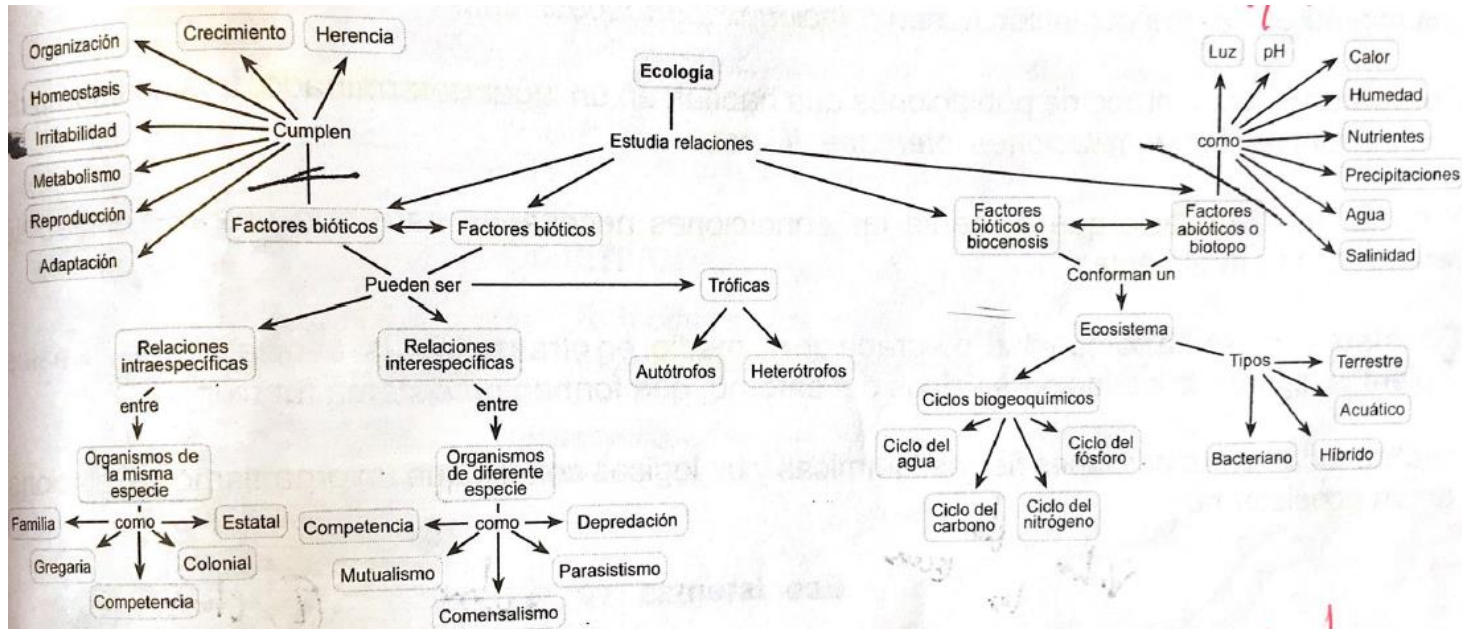 Ecología
Estudia relaciones
Organización
Crecimiento
Herencia
Homeostasis
Irritabilidad
Metabolismo
Reproducción
Adaptación
Cumplen
Factores bióticos
Factores bióticos
Pueden ser
Tróficas
Autótrofos
Heterótrofos
Relaciones
intraespecíficas
entre
Organismos de
la misma
especie
como
Familia
Gregaria
Competencia
Colonial
Estatal
Relaciones
interespecíficas
entre
Organismos
de diferente
especie
como
Competencia
Mutualismo
Comensalismo
Parasistismo
Depredación
Factores
bióticos o
biocenosis
Factores
abióticos o
biotopo
como
Luz
pH
Calor
Humedad
Nutrientes
Precipitaciones
Agua
Salinidad
Conforman un
Ecosistema
Ciclos biogeoquímicos
Ciclo del
agua
Ciclo del
carbono
Ciclo del
nitrógeno
Ciclo del
fósforo
Tipos
Terrestre
Acuático
Híbrido
Bacteriano